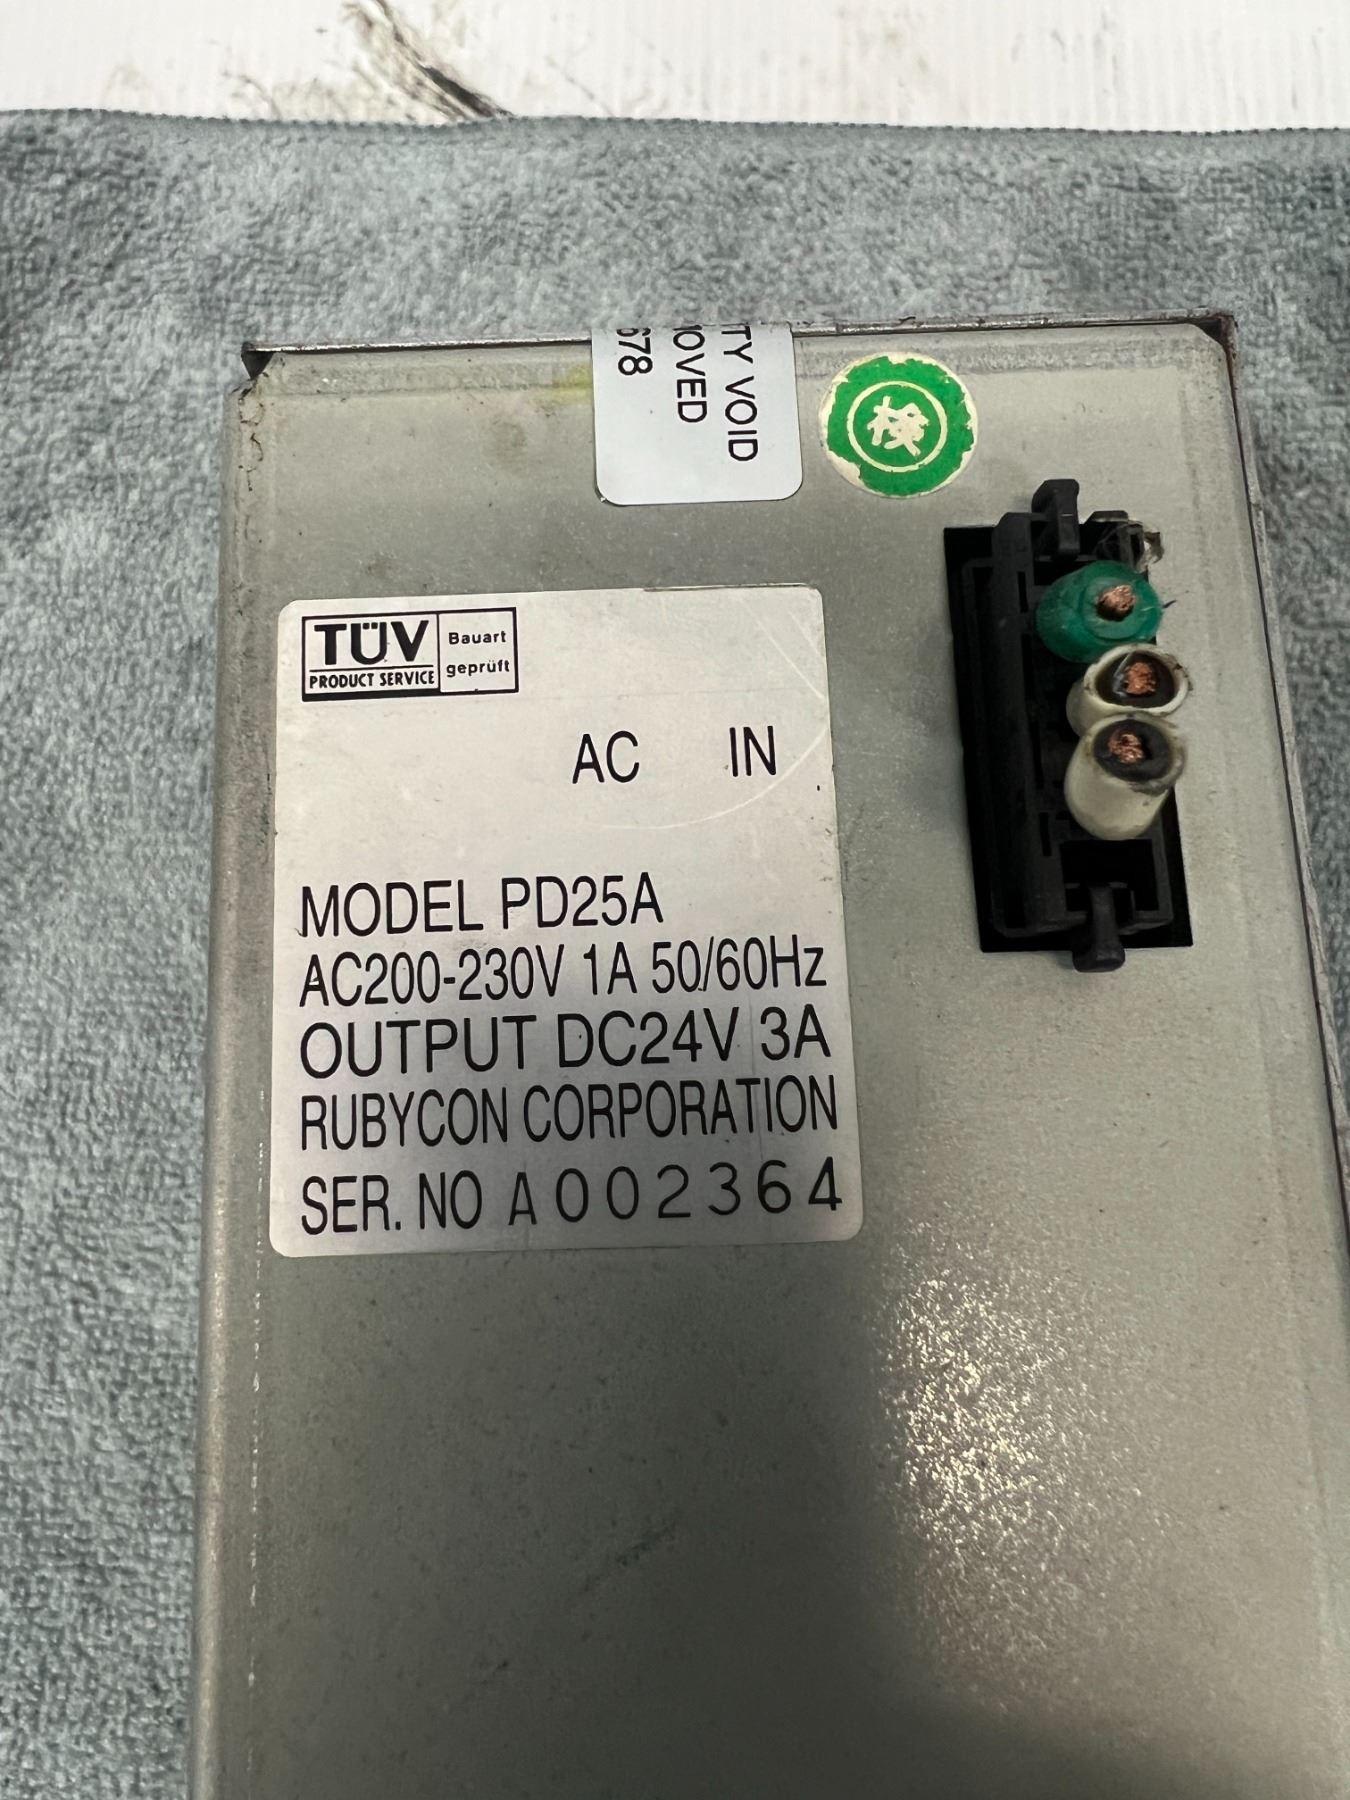 TY VOID
MOVED
678
検
TÜV
PRODUCT SERVICE
Bauart
geprüft
AC IN
MODEL PD25A
AC200-230V 1A 50/60Hz
OUTPUT DC24V 3A
RUBYCON CORPORATION
SER. NO A002364